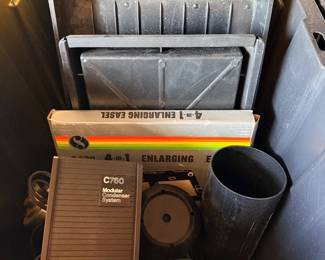 4-IN-1 ENLARGING EASEL
S
4-IN-1 ENLARGING E
C760
Modular
Condenser
System